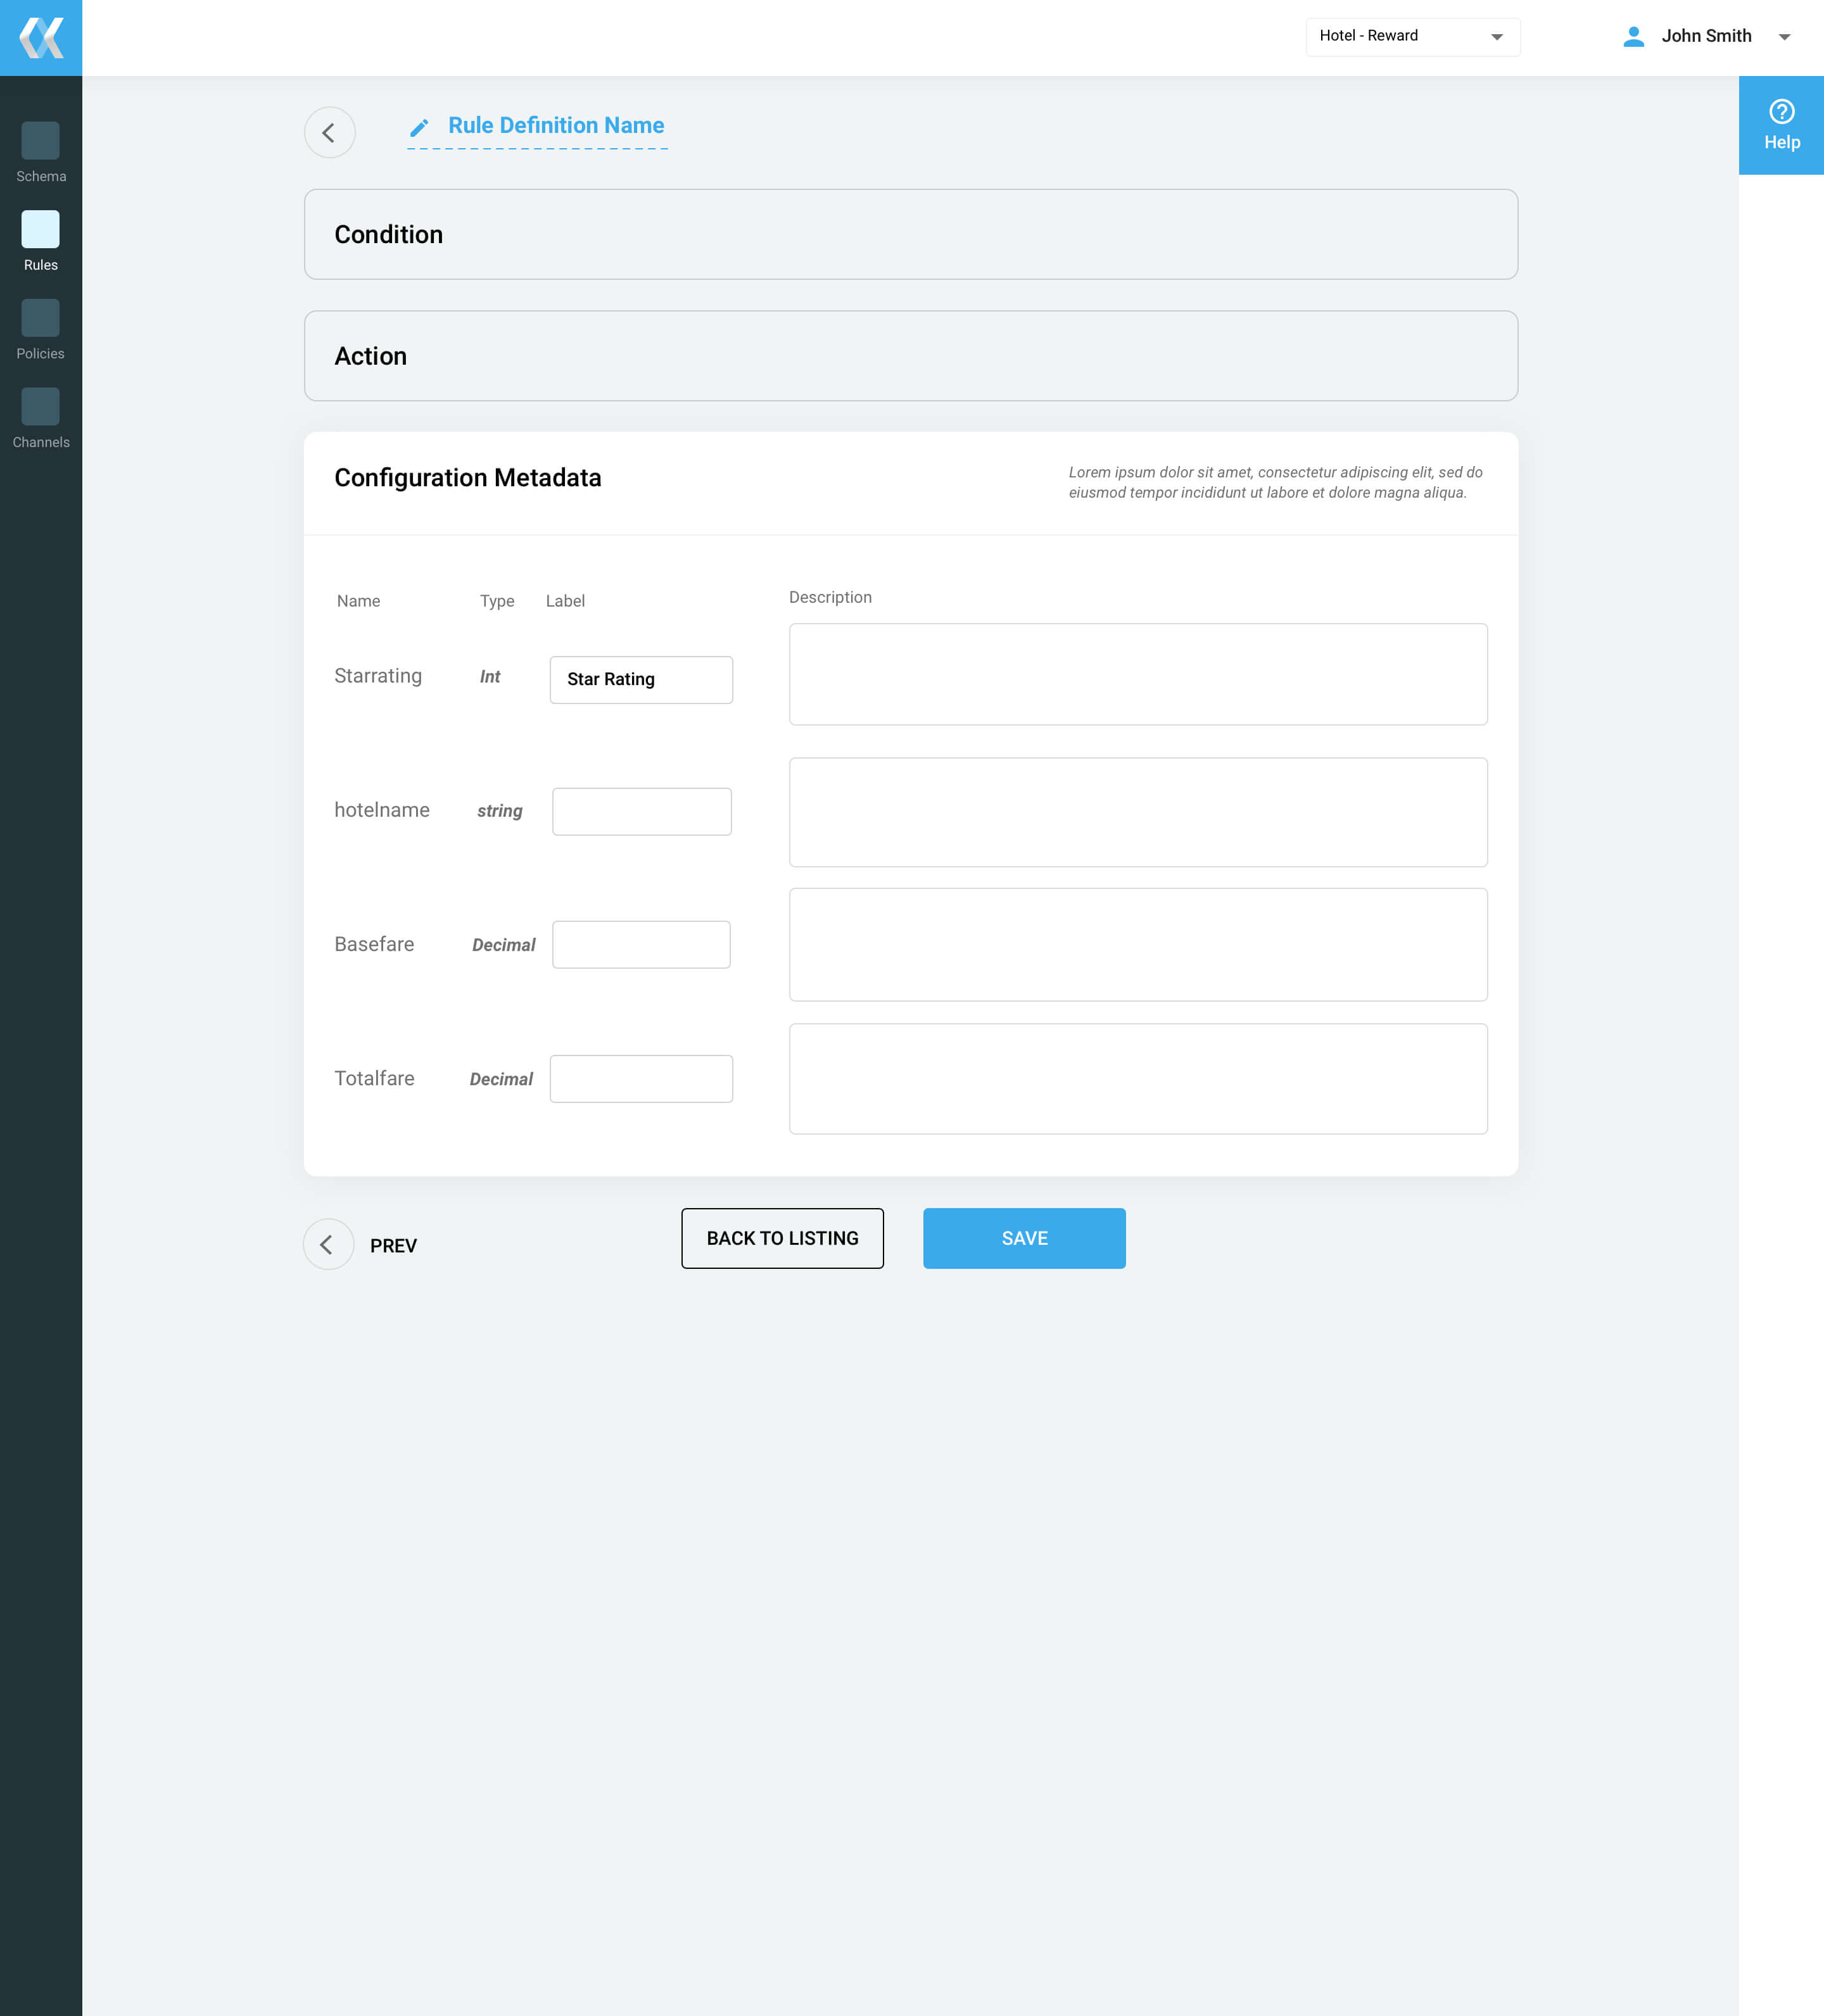 Hotel - Reward
John Smith
Help
Schema
Rules
Policies
Channels
Rule Definition Name
Condition
Action
Configuration Metadata
Lorem ipsum dolor sit amet, consectetur adipiscing elit, sed do
eiusmod tempor incididunt ut labore et dolore magna aliqua.
Name Type Label Description
Starrating Int Star Rating
hotelname string
Basefare Decimal
Totalfare Decimal
PREV BACK TO LISTING SAVE